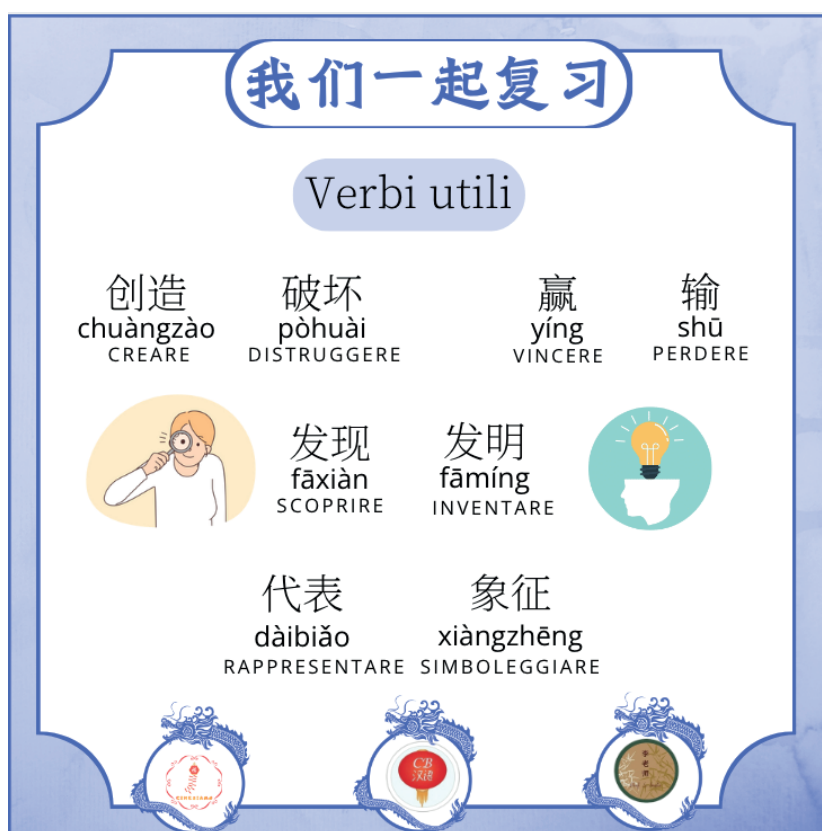 我们一起复习
Verbi utili
创造 破坏 赢 输
chuàngzào pòhuài yíng shū
CREARE DISTRUGGERE VINCERE PERDERE
发现 发明
fāxiàn fāmíng
SCOPRIRE INVENTARE
代表 象征
dàibiǎo xiàngzhēng
RAPPRESENTARE SIMBOLEGGIARE
CB
汉语